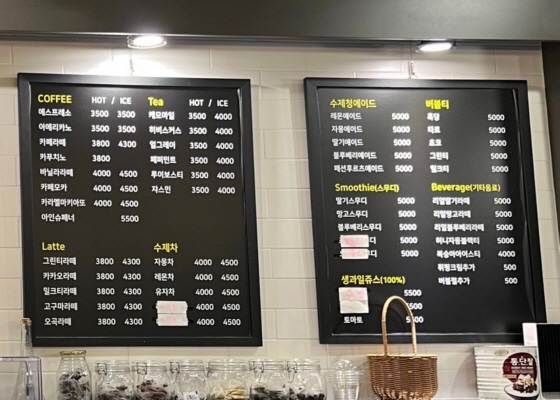 COFFEE HOT / ICE
에스프레소 3500 3500
아메리카노 3500 3500
카페라떼 3800 4300
카푸치노 3800
바닐라라떼 4000 4500
카페모카 4000 4500
카라멜마키아또 4000 4500
아인슈페너 5500
Tea HOT / ICE
케모마일 3500 4000
히비스커스 3500 4000
얼그레이 3500 4000
페퍼민트 3500 4000
루이보스티 3500 4000
자스민 3500 4000
Latte
그린티라떼 3800 4300
카카오라떼 3800 4300
밀크티라떼 3800 4300
고구마라떼 3800 4300
오곡라떼 3800 4300
수제차
자몽차 4000 4500
레몬차 4000 4500
유자차 4000 4500
4000 4500
4000 4500
수제청에이드
레몬에이드 5000
자몽에이드 5000
딸기에이드 5000
블루베리에이드 5000
패션후르츠에이드 5000
버블티
흑당 5000
타로 5000
초코 5000
그린티 5000
밀크티 5000
Smoothie(스무디)
딸기스무디 5000
망고스무디 5000
블루베리스무디 5000
디 5000
디 5000
Beverage(기타음료)
리얼딸기라떼 5000
리얼망고라떼 5000
리얼블루베리라떼 5000
허니자몽블랙티 5000
복숭아아이스티 4000
휘핑크림추가 500
버블펄추가 500
생과일쥬스(100%)
5500
5500
토마토 5000
통단팥